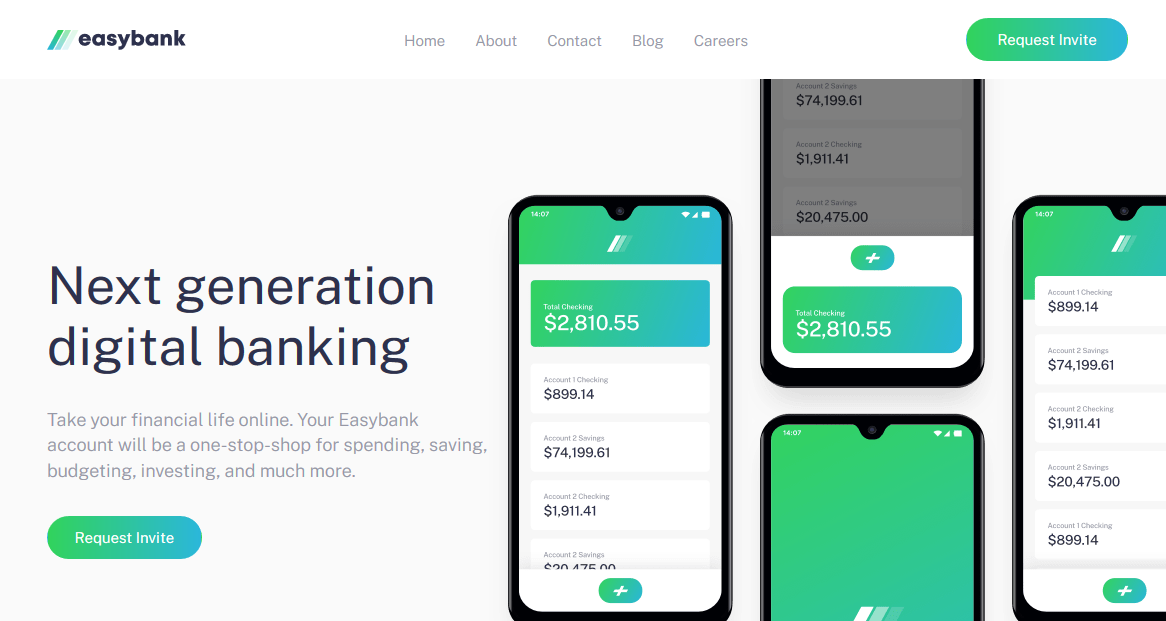 easybank
Home About Contact Blog Careers
Request Invite
Next generation
digital banking
Take your financial life online. Your Easybank
account will be a one-stop-shop for spending, saving,
budgeting, investing, and much more.
Request Invite
14:07
Total Checking
$2,810.55
Account 1 Checking
$899.14
Account 2 Savings
$74,199.61
Account 2 Checking
$1,911.41
Account 2 Savings
$20,475.00
Account 2 Savings
$74,199.61
Account 2 Checking
$1,911.41
Account 2 Savings
$20,475.00
Total Checking
$2,810.55
14:07
14:07
Account 1 Checking
$899.14
Account 2 Savings
$74,199.61
Account 2 Checking
$1,911.41
Account 2 Savings
$20,475.00
Account 1 Checking
$899.14